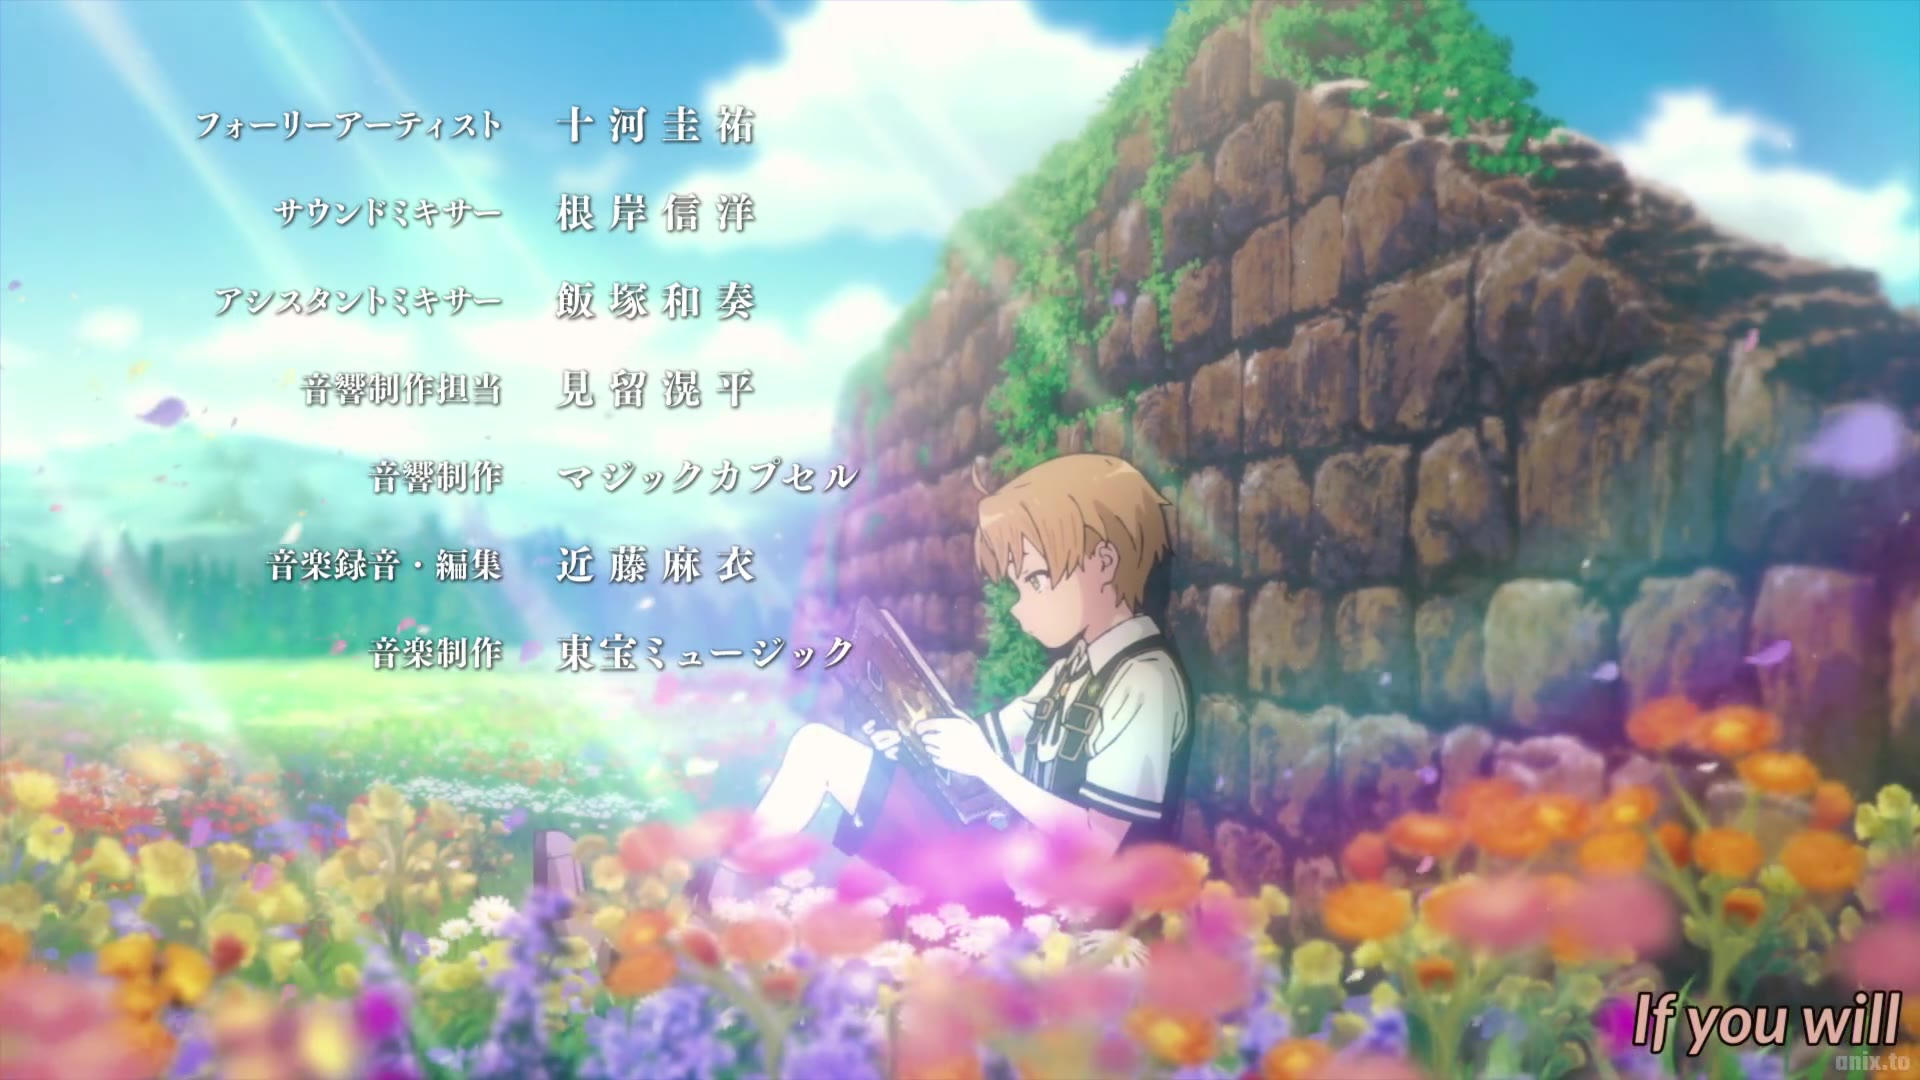 フォーリーアーティスト 十河圭祐
サウンドミキサー 根岸信洋
アシスタントミキサー 飯塚和奏
音響制作担当 見留滉平
音響制作 マジックカプセル
音楽録音・編集 近藤麻衣
音楽制作 東宝ミュージック
If you will
anix.to